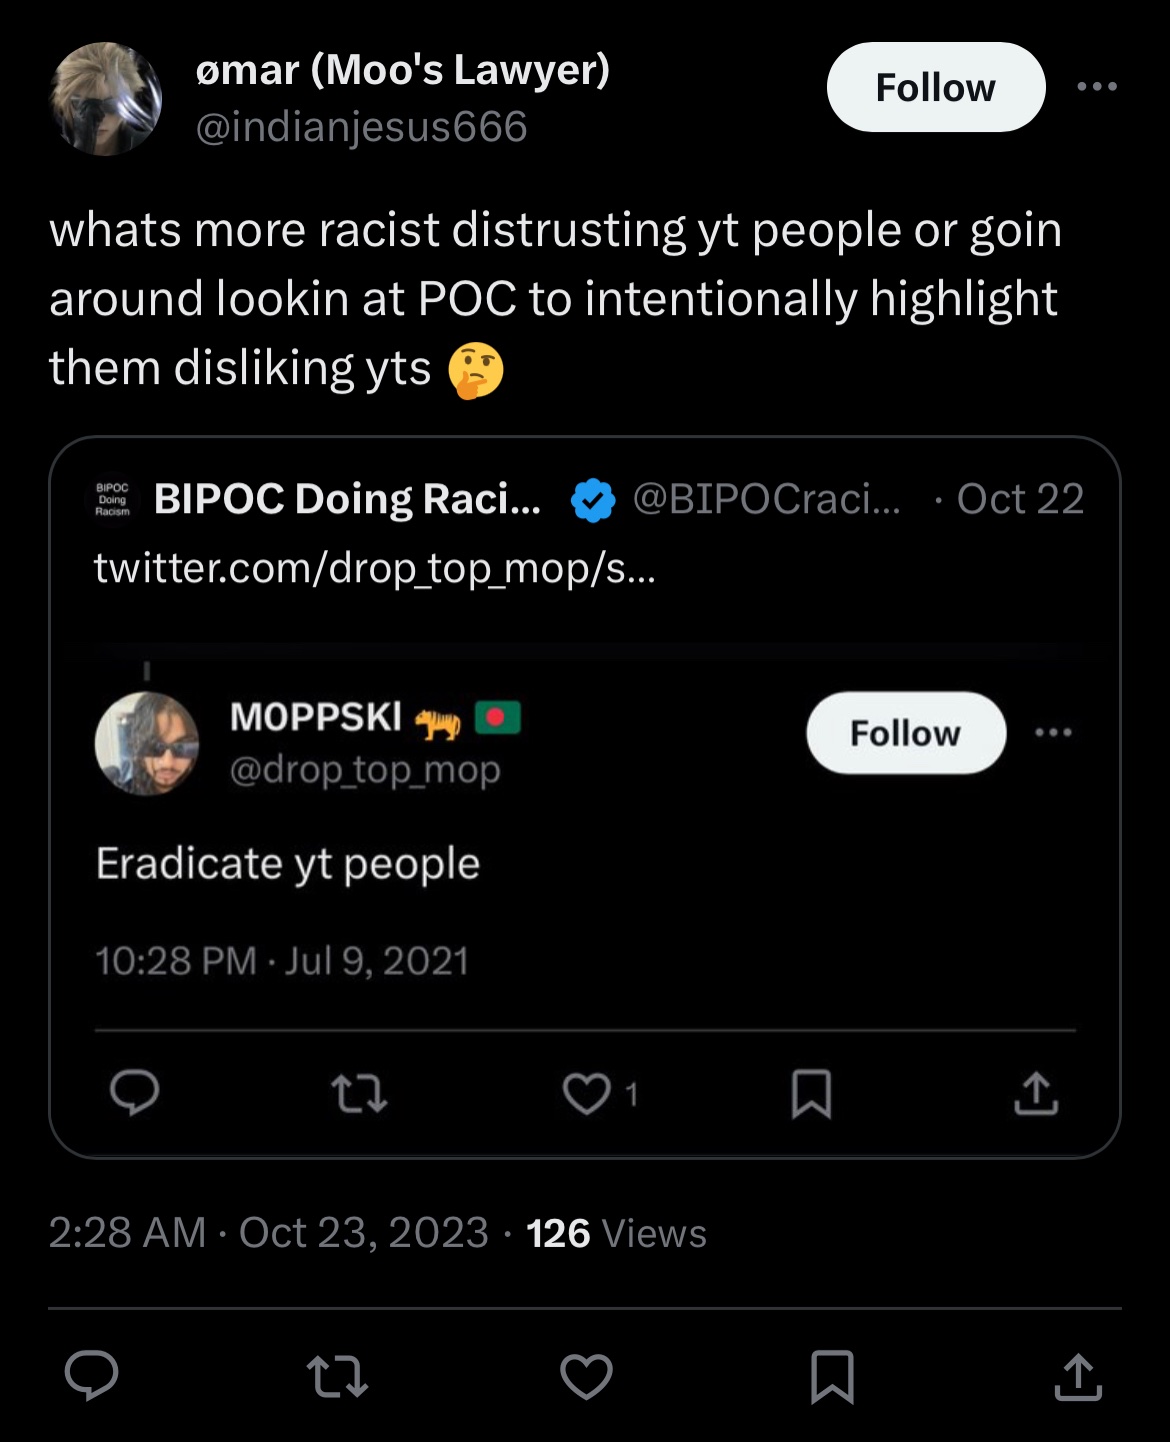 ømar (Moo's Lawyer)
Follow
@indianjesus666
whats more racist distrusting yt people or goin
around lookin at POC to intentionally highlight
them disliking yts 🤔
BIPOC
Doing
Racism
BIPOC Doing Raci... @BIPOCraci... · Oct 22
twitter.com/drop_top_mop/s...
M0PPSKl 🐅 🇧🇩
Follow
@drop_top_mop
Eradicate yt people
10:28 PM · Jul 9, 2021
1
2:28 AM · Oct 23, 2023 · 126 Views